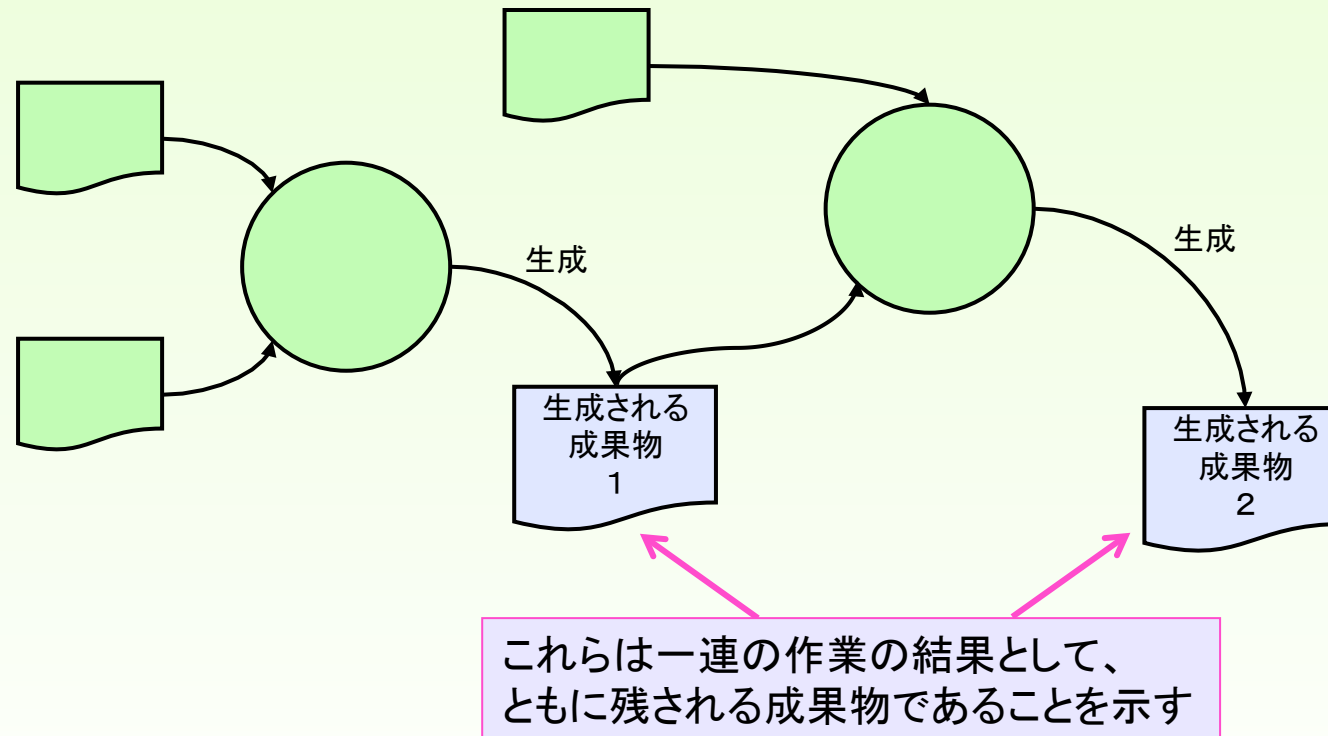 生成
生成
生成される
成果物
１
生成される
成果物
２
これらは一連の作業の結果として、
ともに残される成果物であることを示す